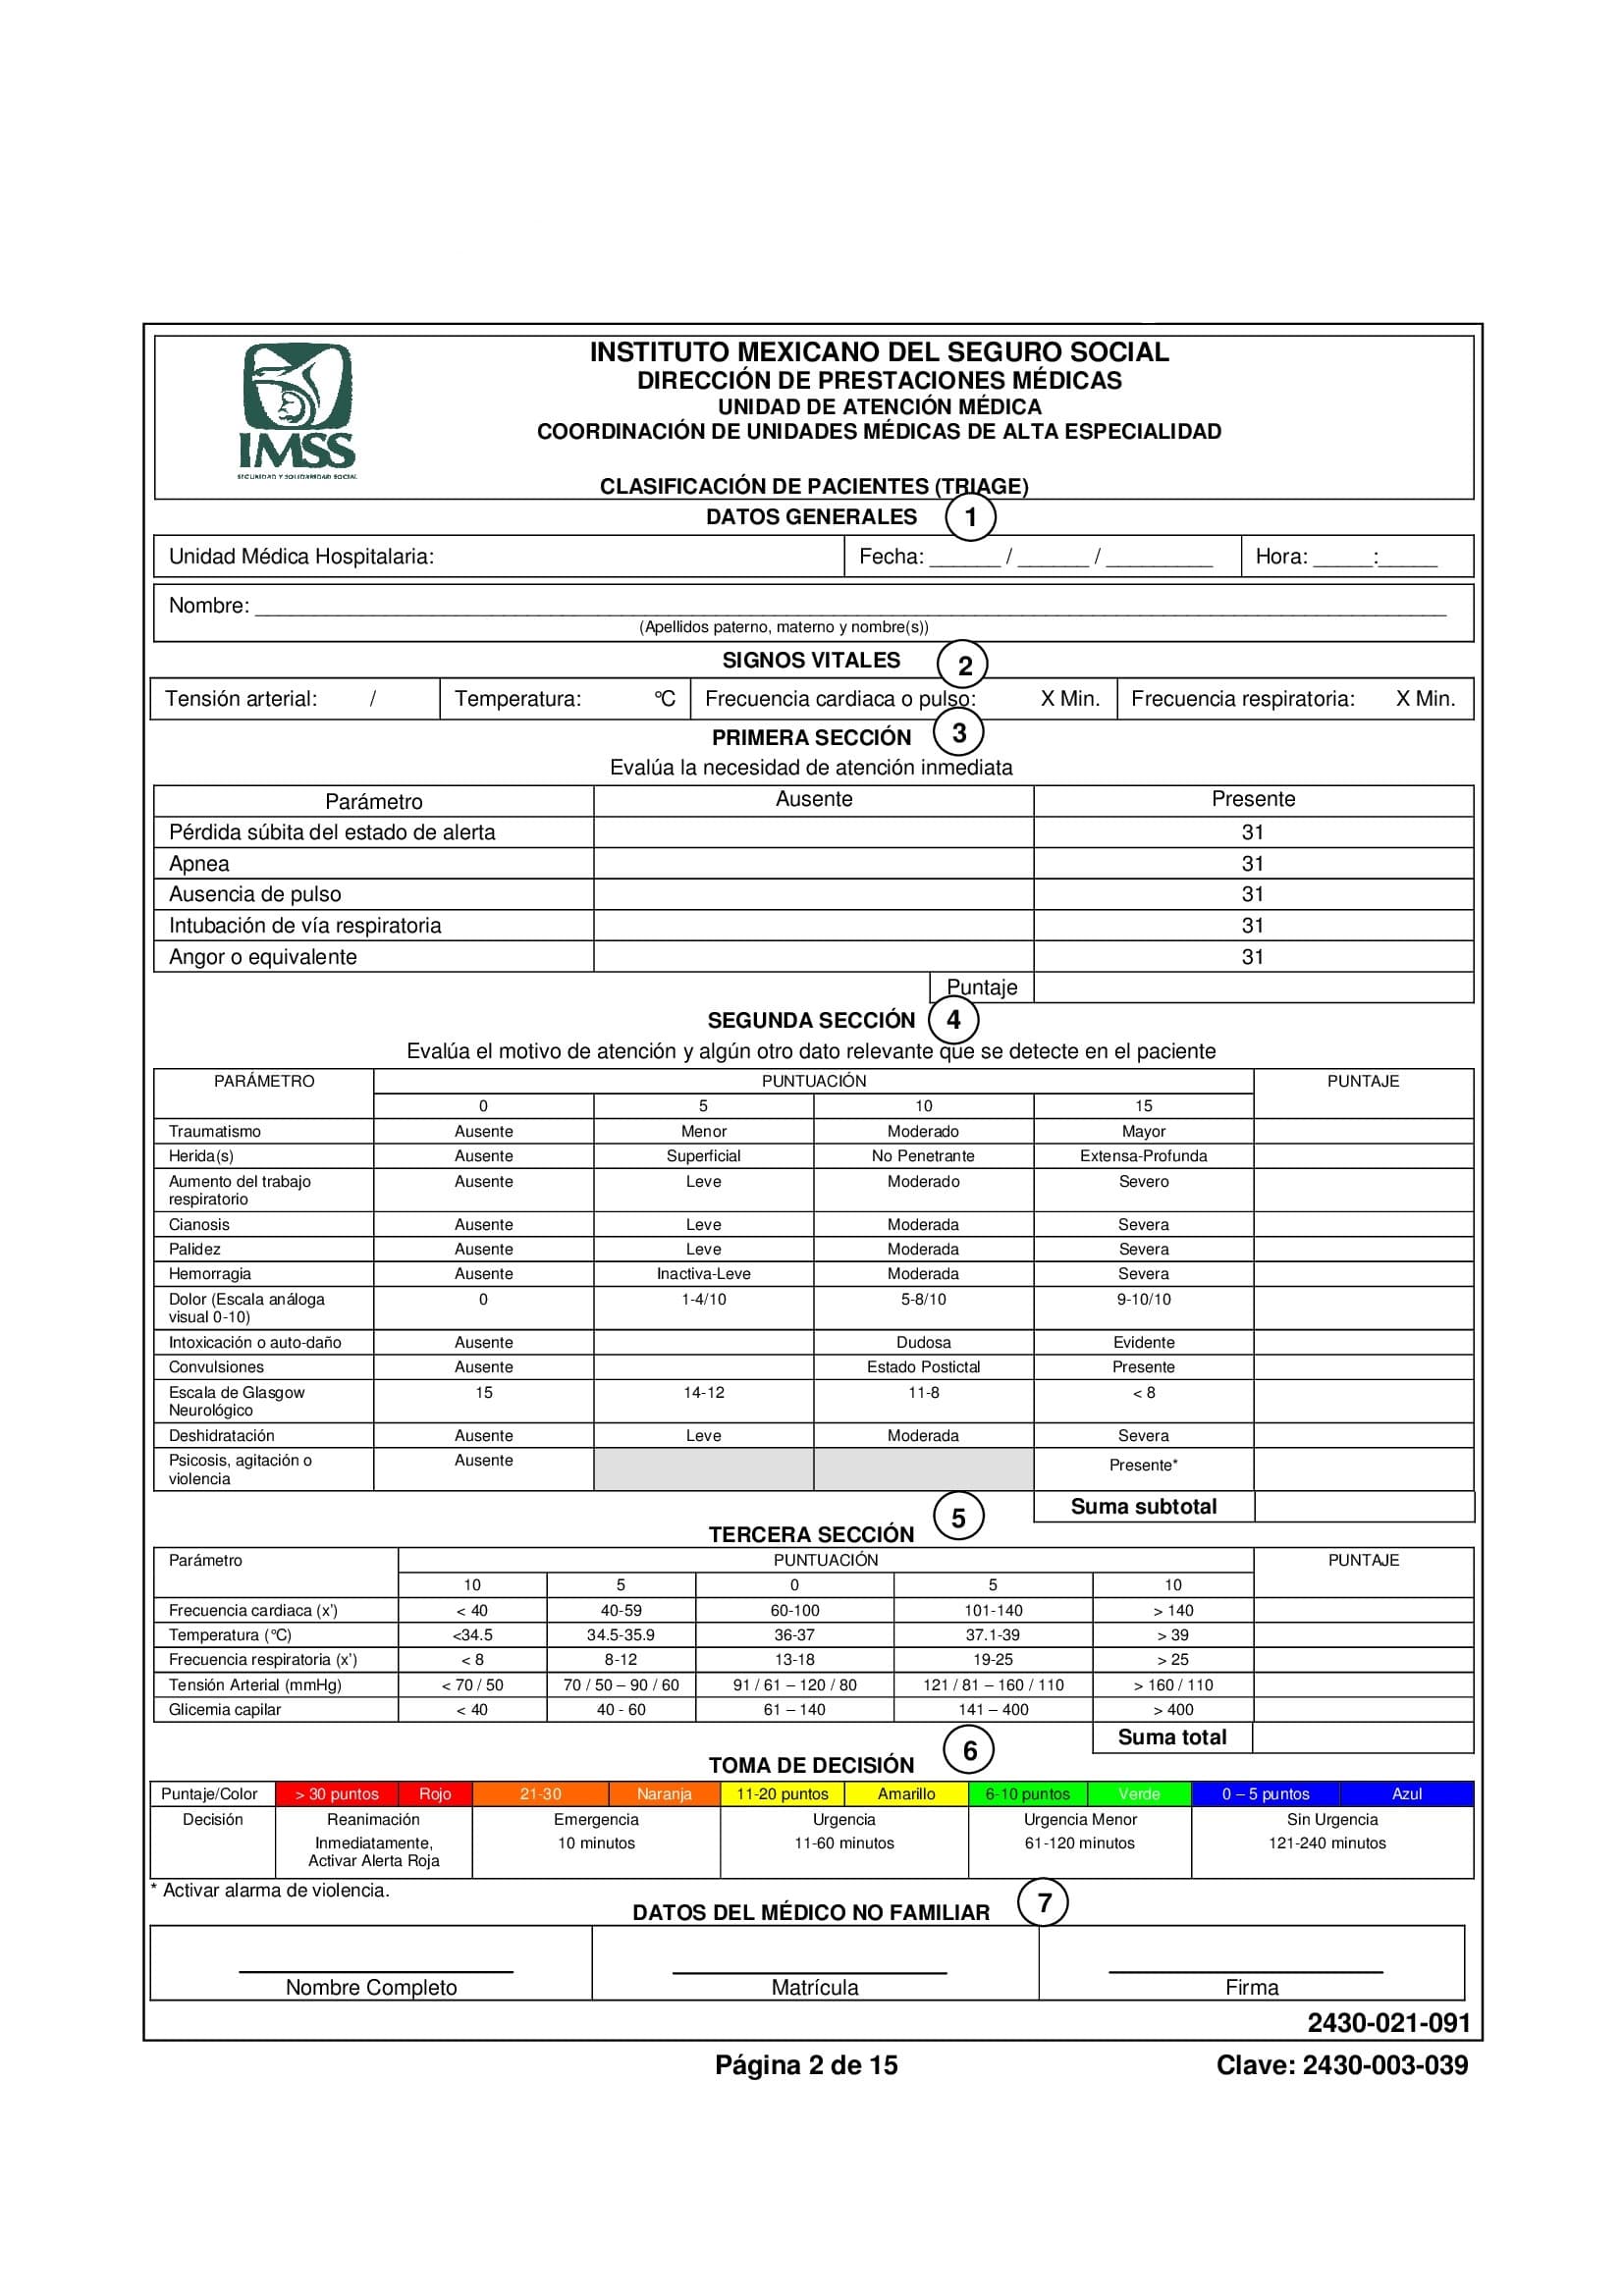 INSTITUTO MEXICANO DEL SEGURO SOCIAL
DIRECCIÓN DE PRESTACIONES MÉDICAS
UNIDAD DE ATENCIÓN MÉDICA
COORDINACIÓN DE UNIDADES MÉDICAS DE ALTA ESPECIALIDAD
IMSS
SEGURIDAD Y SOLIDARIDAD SOCIAL
CLASIFICACIÓN DE PACIENTES (TRIAGE)
DATOS GENERALES 1
Unidad Médica Hospitalaria: Fecha: ______ / ______ / _________ Hora: _____:_____
Nombre: ____________________
(Apellidos paterno, materno y nombre(s))
SIGNOS VITALES 2
Tensión arterial: / Temperatura: °C Frecuencia cardiaca o pulso: X Min. Frecuencia respiratoria: X Min.
PRIMERA SECCIÓN 3
Evalúa la necesidad de atención inmediata
Parámetro Ausente Presente
Pérdida súbita del estado de alerta 31
Apnea 31
Ausencia de pulso 31
Intubación de vía respiratoria 31
Angor o equivalente 31
Puntaje
SEGUNDA SECCIÓN 4
Evalúa el motivo de atención y algún otro dato relevante que se detecte en el paciente
PARÁMETRO PUNTUACIÓN PUNTAJE
0 5 10 15
Traumatismo Ausente Menor Moderado Mayor
Herida(s) Ausente Superficial No Penetrante Extensa-Profunda
Aumento del trabajo Ausente Leve Moderado Severo
respiratorio
Cianosis Ausente Leve Moderada Severa
Palidez Ausente Leve Moderada Severa
Hemorragia Ausente Inactiva-Leve Moderada Severa
Dolor (Escala análoga 0 1-4/10 5-8/10 9-10/10
visual 0-10)
Intoxicación o auto-daño Ausente Dudosa Evidente
Convulsiones Ausente Estado Postictal Presente
Escala de Glasgow 15 14-12 11-8 < 8
Neurológico
Deshidratación Ausente Leve Moderada Severa
Psicosis, agitación o Ausente Presente*
violencia
Suma subtotal
TERCERA SECCIÓN 5
Parámetro PUNTUACIÓN PUNTAJE
10 5 0 5 10
Frecuencia cardiaca (x') < 40 40-59 60-100 101-140 > 140
Temperatura (°C) <34.5 34.5-35.9 36-37 37.1-39 > 39
Frecuencia respiratoria (x') < 8 8-12 13-18 19-25 > 25
Tensión Arterial (mmHg) < 70 / 50 70 / 50 – 90 / 60 91 / 61 – 120 / 80 121 / 81 – 160 / 110 > 160 / 110
Glicemia capilar < 40 40 - 60 61 – 140 141 – 400 > 400
Suma total
TOMA DE DECISIÓN 6
Puntaje/Color > 30 puntos Rojo 21-30 Naranja 11-20 puntos Amarillo 6-10 puntos Verde 0 – 5 puntos Azul
Decisión Reanimación Emergencia Urgencia Urgencia Menor Sin Urgencia
Inmediatamente, 10 minutos 11-60 minutos 61-120 minutos 121-240 minutos
Activar Alerta Roja
* Activar alarma de violencia.
DATOS DEL MÉDICO NO FAMILIAR 7
Nombre Completo Matrícula Firma
2430-021-091
Página 2 de 15 Clave: 2430-003-039